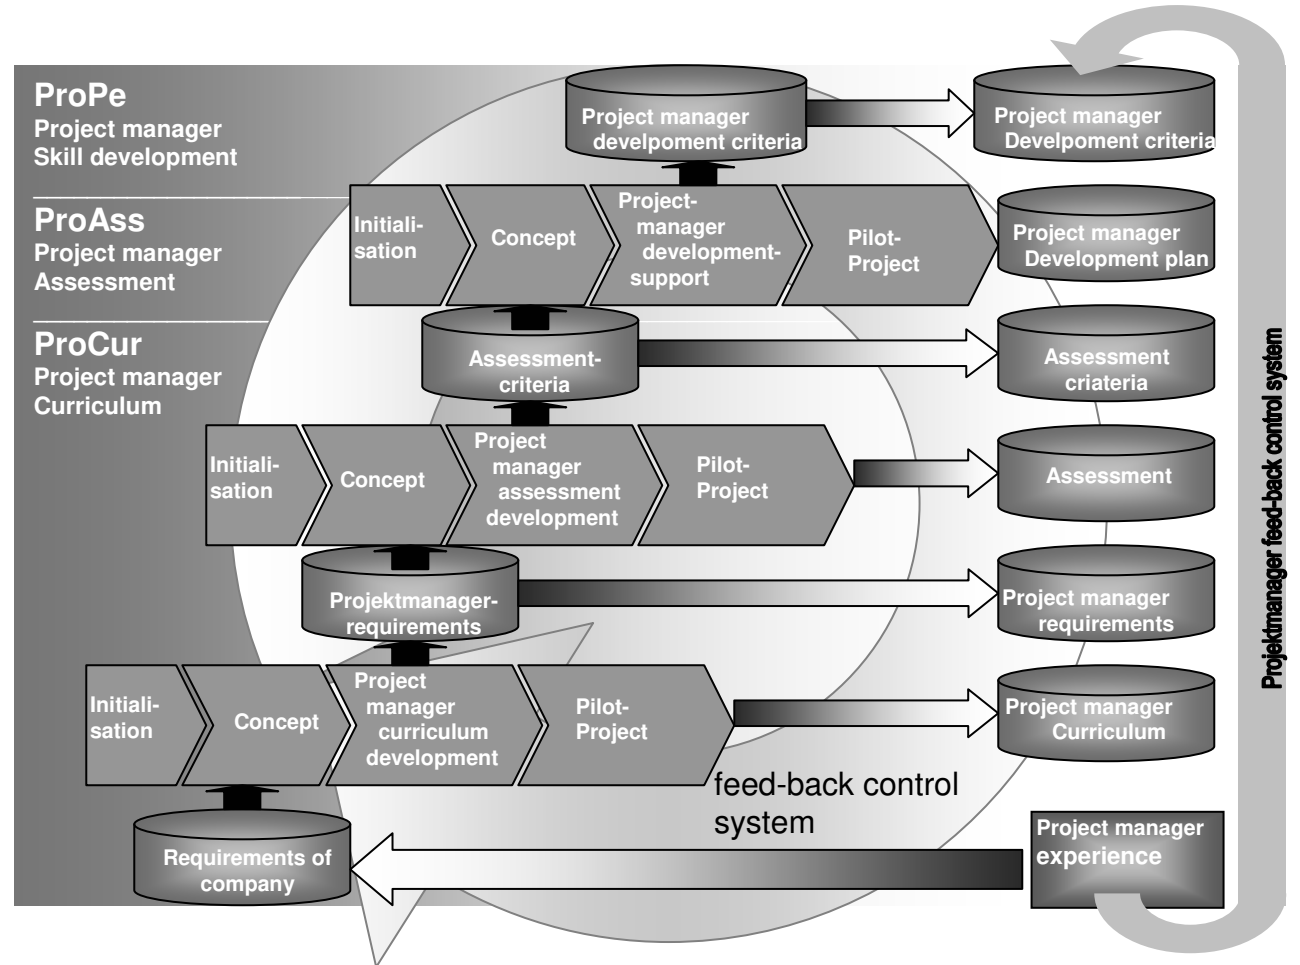 ProPe
Project manager
Skill development
ProAss
Project manager
Assessment
ProCur
Project manager
Curriculum
Project manager
develpoment criteria
Project manager
Develpoment criteria
Initiali-
sation
Concept
Project-
manager
development-
support
Pilot-
Project
Project manager
Development plan
Assessment-
criteria
Assessment
criateria
Initiali-
sation
Concept
Project
manager
assessment
development
Pilot-
Project
Assessment
Projektmanager-
requirements
Project manager
requirements
Initiali-
sation
Concept
Project
manager
curriculum
development
Pilot-
Project
Project manager
Curriculum
feed-back control
system
Requirements of
company
Project manager
experience
Projektmanager feed-back control system